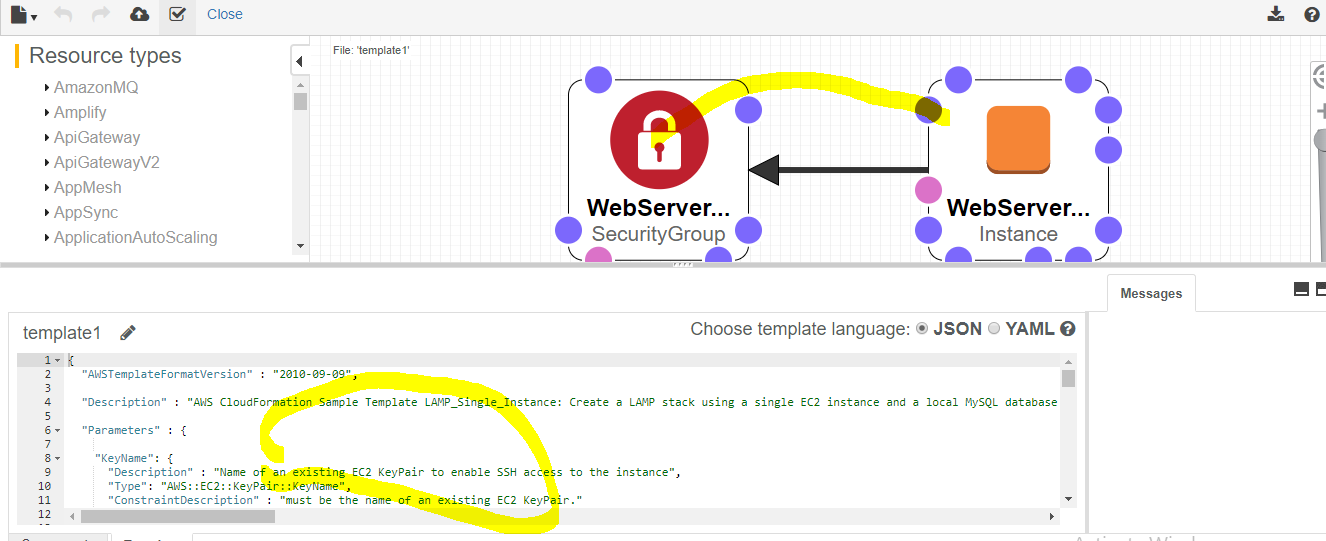 Close
Resource types
AmazonMQ
Amplify
ApiGateway
ApiGatewayV2
AppMesh
AppSync
ApplicationAutoScaling
File: 'template1'
WebServer...
SecurityGroup
WebServer...
Instance
Messages
template1
Choose template language: JSON YAML
1 {
2 "AWSTemplateFormatVersion" : "2010-09-09",
3
4 "Description" : "AWS CloudFormation Sample Template LAMP_Single_Instance: Create a LAMP stack using a single EC2 instance and a local MySQL database
5
6 "Parameters" : {
7
8 "KeyName": {
9 "Description" : "Name of an existing EC2 KeyPair to enable SSH access to the instance",
10 "Type": "AWS::EC2::KeyPair::KeyName",
11 "ConstraintDescription" : "must be the name of an existing EC2 KeyPair."
12